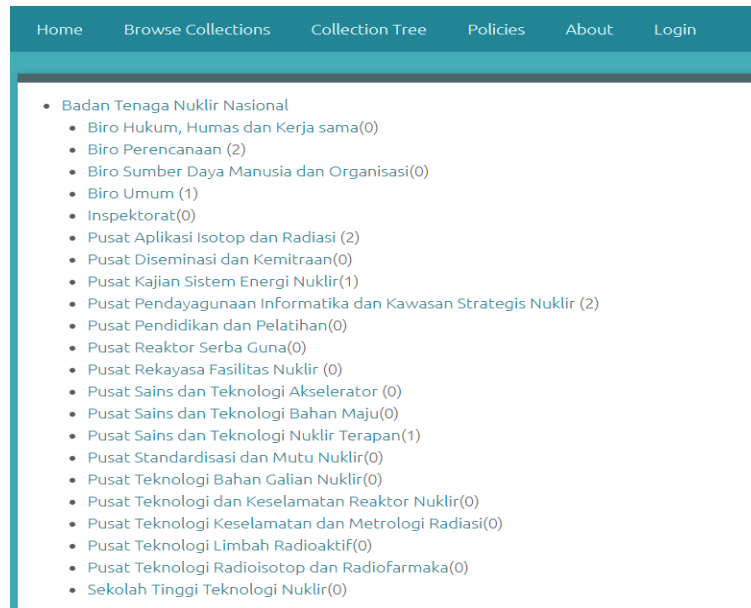 Home Browse Collections Collection Tree Policies About Login
Badan Tenaga Nuklir Nasional
Biro Hukum, Humas dan Kerja sama(0)
Biro Perencanaan (2)
Biro Sumber Daya Manusia dan Organisasi(0)
Biro Umum (1)
Inspektorat(0)
Pusat Aplikasi Isotop dan Radiasi (2)
Pusat Diseminasi dan Kemitraan(0)
Pusat Kajian Sistem Energi Nuklir(1)
Pusat Pendayagunaan Informatika dan Kawasan Strategis Nuklir (2)
Pusat Pendidikan dan Pelatihan(0)
Pusat Reaktor Serba Guna(0)
Pusat Rekayasa Fasilitas Nuklir (0)
Pusat Sains dan Teknologi Akselerator (0)
Pusat Sains dan Teknologi Bahan Maju(0)
Pusat Sains dan Teknologi Nuklir Terapan(1)
Pusat Standardisasi dan Mutu Nuklir(0)
Pusat Teknologi Bahan Galian Nuklir(0)
Pusat Teknologi dan Keselamatan Reaktor Nuklir(0)
Pusat Teknologi Keselamatan dan Metrologi Radiasi(0)
Pusat Teknologi Limbah Radioaktif(0)
Pusat Teknologi Radioisotop dan Radiofarmaka(0)
Sekolah Tinggi Teknologi Nuklir(0)